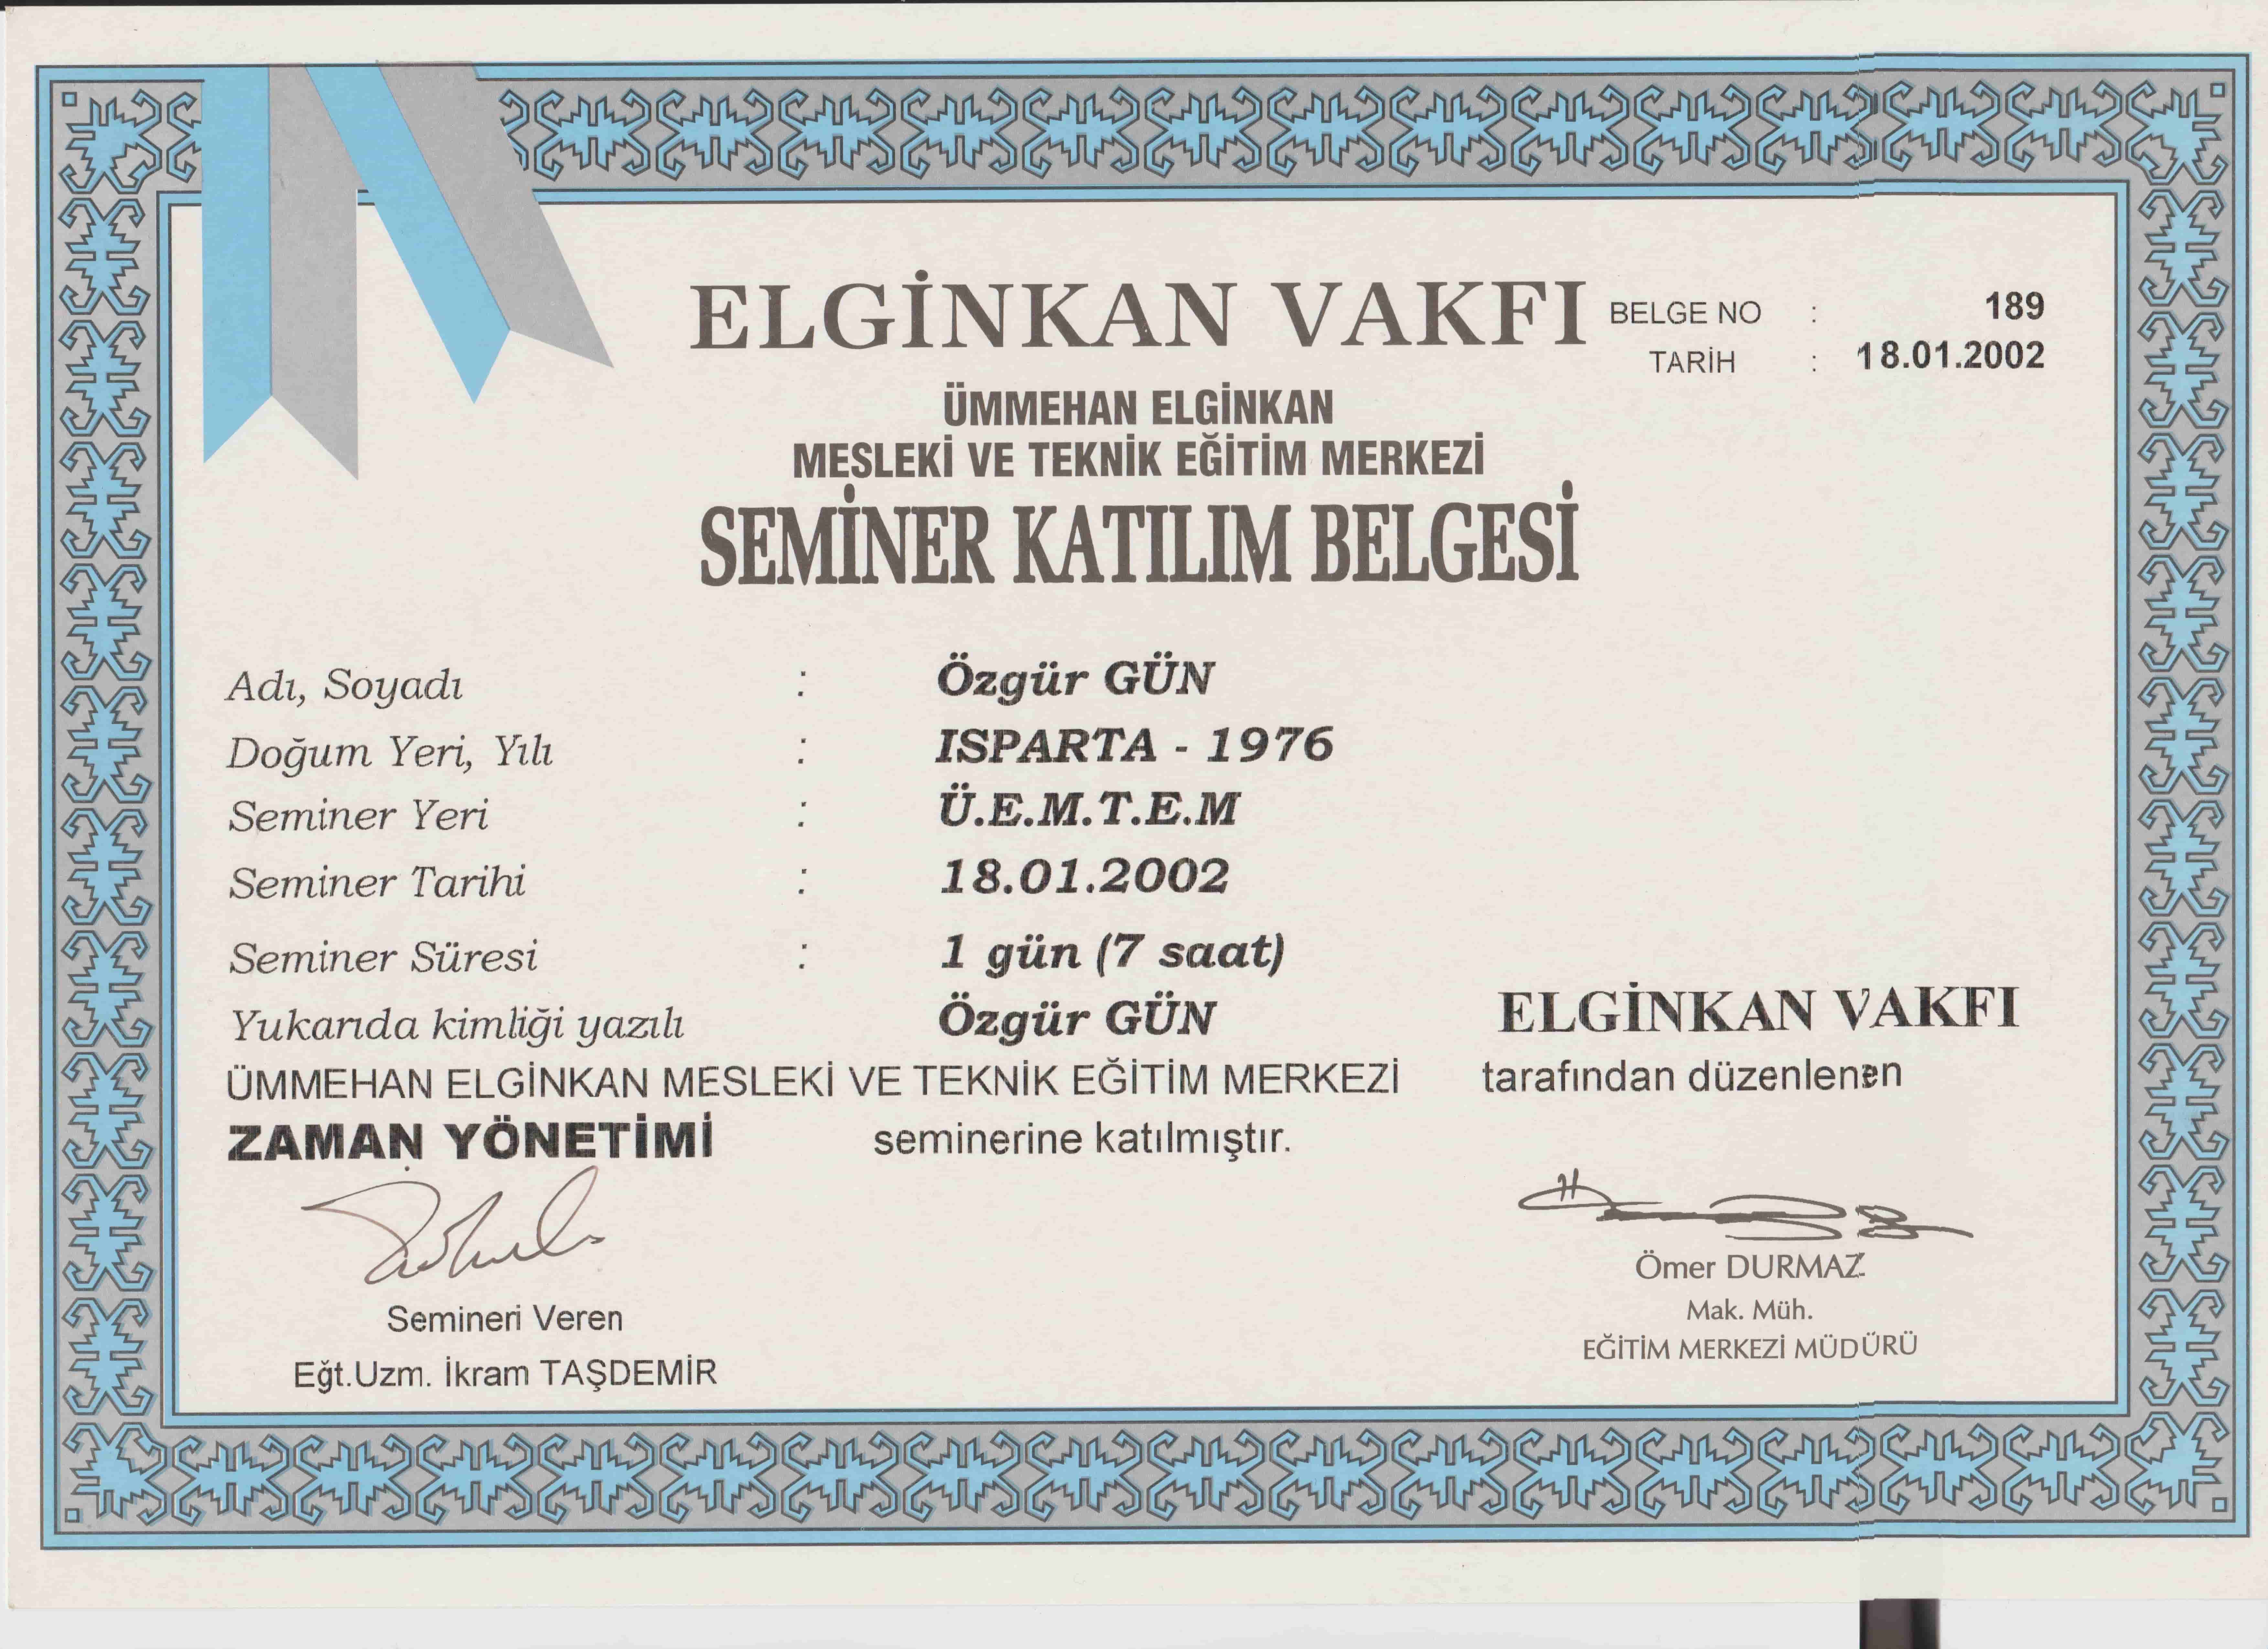 ELGİNKAN VAKFI
BELGE NO : 189
TARİH : 18.01.2002
ÜMMEHAN ELGİNKAN
MESLEKİ VE TEKNİK EĞİTİM MERKEZİ
SEMİNER KATILIM BELGESİ
Adı, Soyadı : Özgür GÜN
Doğum Yeri, Yılı : ISPARTA - 1976
Seminer Yeri : Ü.E.M.T.E.M
Seminer Tarihi : 18.01.2002
Seminer Süresi : 1 gün (7 saat)
Yukarıda kimliği yazılı Özgür GÜN ELGİNKAN VAKFI
ÜMMEHAN ELGİNKAN MESLEKİ VE TEKNİK EĞİTİM MERKEZİ tarafından düzenlenen
ZAMAN YÖNETİMİ seminerine katılmıştır.
Semineri Veren
Eğt.Uzm. İkram TAŞDEMİR
Ömer DURMAZ
Mak. Müh.
EĞİTİM MERKEZİ MÜDÜRÜ